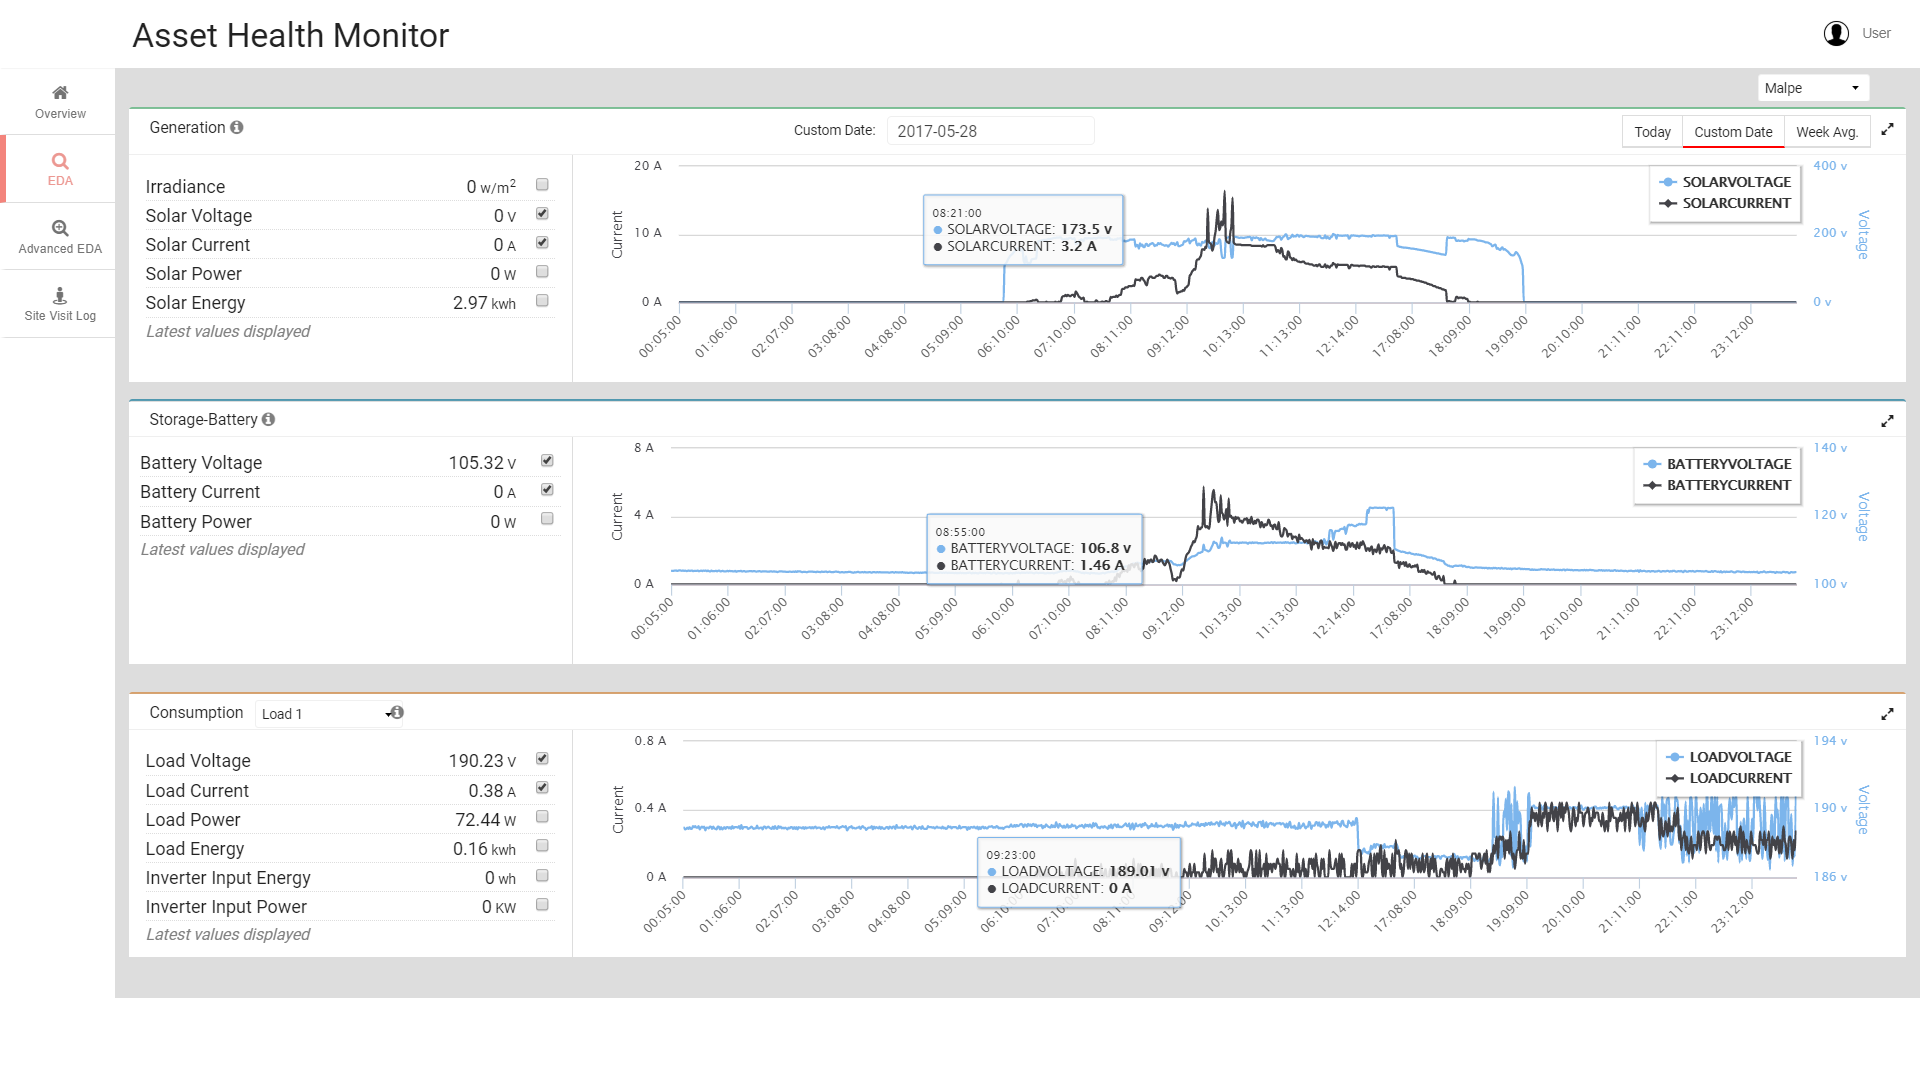 Asset Health Monitor
User
Overview
EDA
Advanced EDA
Site Visit Log
Malpe
Generation
Custom Date: 2017-05-28
Today Custom Date Week Avg.
Irradiance 0 w/m²
Solar Voltage 0 V
Solar Current 0 A
Solar Power 0 W
Solar Energy 2.97 kwh
Latest values displayed
20 A
10 A
0 A
Current
400 v
200 v
0 v
Voltage
SOLARVOLTAGE
SOLARCURRENT
08:21:00
SOLARVOLTAGE: 173.5 v
SOLARCURRENT: 3.2 A
00:05:00 01:06:00 02:07:00 03:08:00 04:08:00 05:09:00 06:10:00 07:10:00 08:11:00 09:12:00 10:13:00 11:13:00 12:14:00 17:08:00 18:09:00 19:09:00 20:10:00 21:11:00 22:11:00 23:12:00
Storage-Battery
Battery Voltage 105.32 V
Battery Current 0 A
Battery Power 0 W
Latest values displayed
8 A
4 A
0 A
Current
140 v
120 v
100 v
Voltage
BATTERYVOLTAGE
BATTERYCURRENT
08:55:00
BATTERYVOLTAGE: 106.8 v
BATTERYCURRENT: 1.46 A
00:05:00 01:06:00 02:07:00 03:08:00 04:08:00 05:09:00 06:10:00 07:10:00 08:11:00 09:12:00 10:13:00 11:13:00 12:14:00 17:08:00 18:09:00 19:09:00 20:10:00 21:11:00 22:11:00 23:12:00
Consumption Load 1
Load Voltage 190.23 V
Load Current 0.38 A
Load Power 72.44 W
Load Energy 0.16 kwh
Inverter Input Energy 0 wh
Inverter Input Power 0 KW
Latest values displayed
0.8 A
0.4 A
0 A
Current
194 v
190 v
186 v
Voltage
LOADVOLTAGE
LOADCURRENT
09:23:00
LOADVOLTAGE: 189.01 v
LOADCURRENT: 0 A
00:05:00 01:06:00 02:07:00 03:08:00 04:08:00 05:09:00 10:13:00 11:13:00 12:14:00 17:08:00 18:09:00 19:09:00 20:10:00 21:11:00 22:11:00 23:12:00